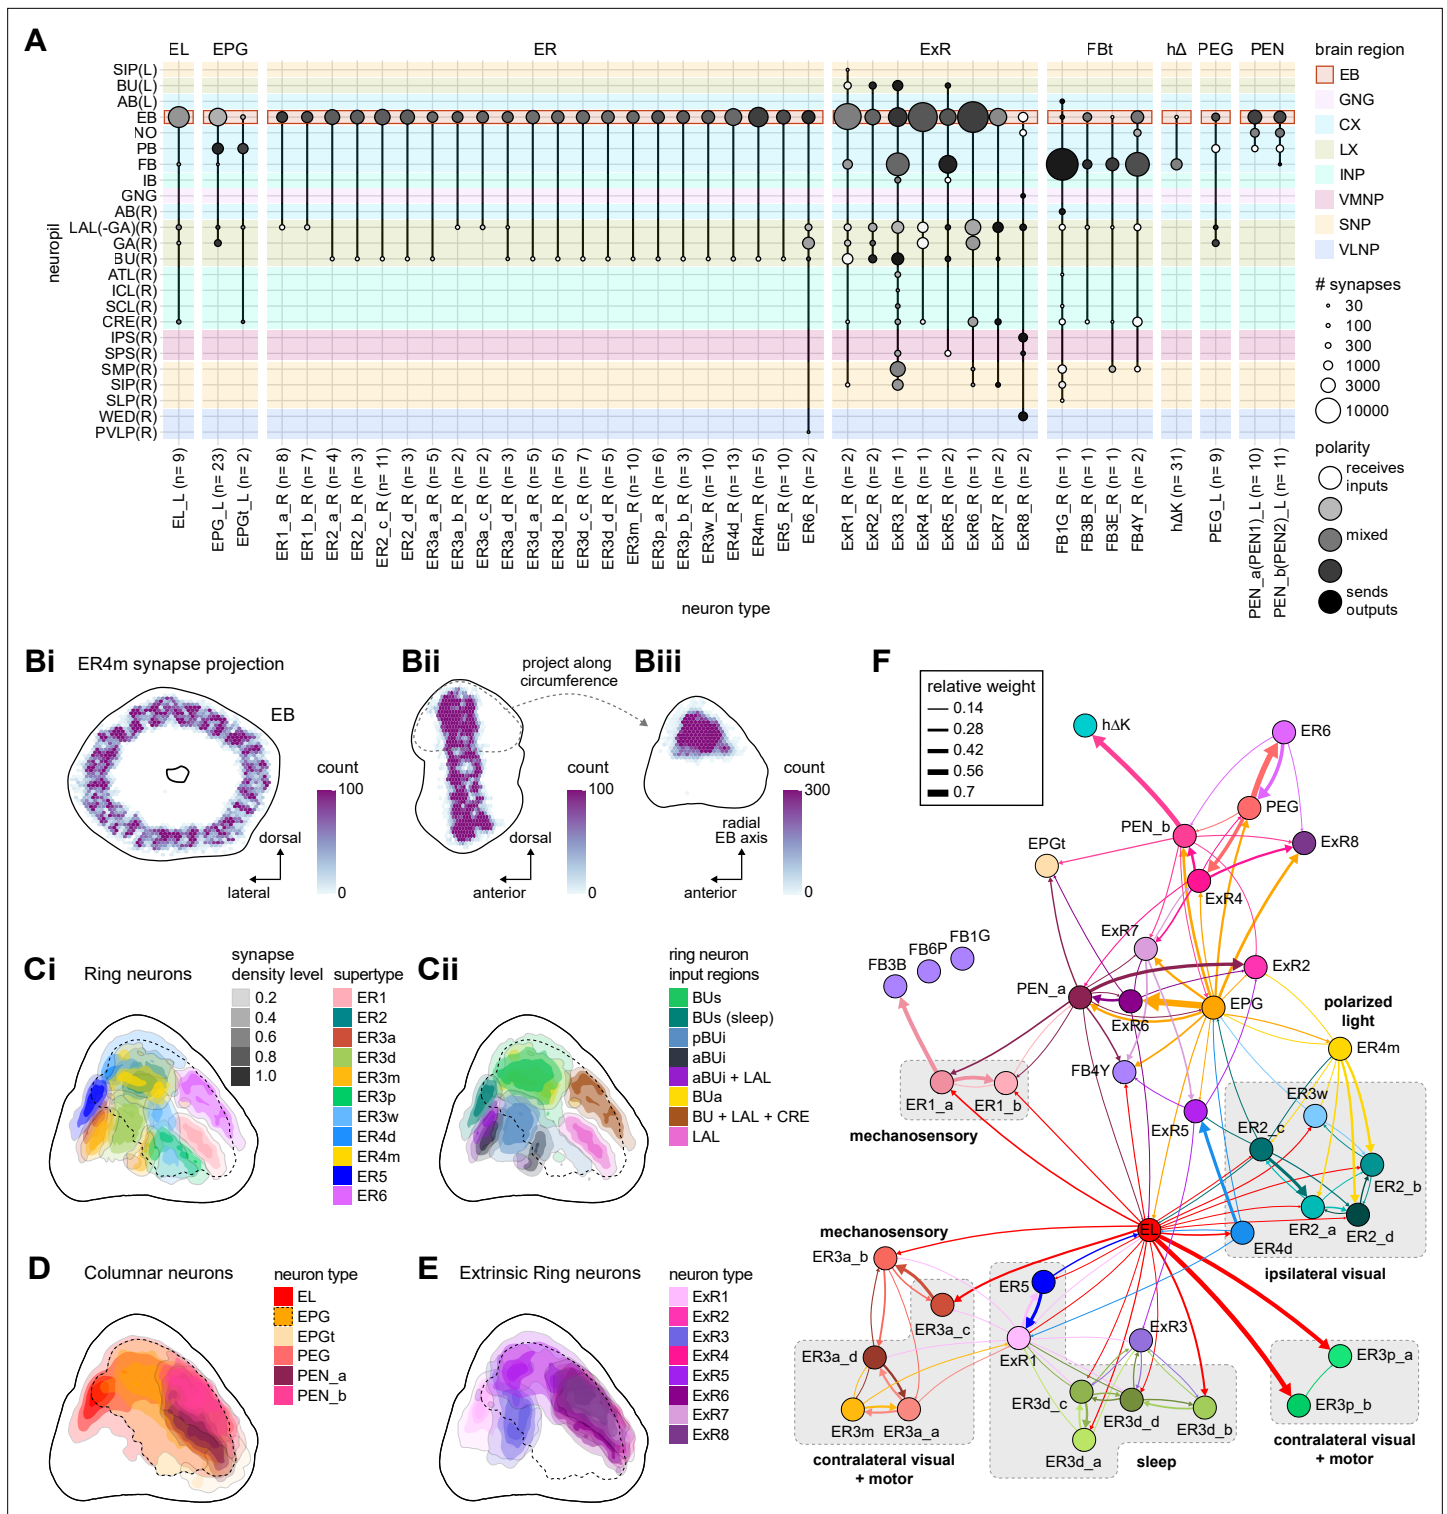 A
EL
EPG
ER
ExR
FBt
hΔ
PEG
PEN
neuropil
SIP(L)
BU(L)
AB(L)
EB
NO
PB
FB
IB
GNG
AB(R)
LAL(-GA)(R)
GA(R)
BU(R)
ATL(R)
ICL(R)
SCL(R)
CRE(R)
IPS(R)
SPS(R)
SMP(R)
SIP(R)
SLP(R)
WED(R)
PVLP(R)
EL_L (n= 9)
EPG_L (n= 23)
EPGt_L (n= 2)
ER1_a_R (n= 8)
ER1_b_R (n= 7)
ER2_a_R (n= 4)
ER2_b_R (n= 3)
ER2_c_R (n= 11)
ER2_d_R (n= 3)
ER3a_a_R (n= 5)
ER3a_b_R (n= 2)
ER3a_c_R (n= 2)
ER3a_d_R (n= 3)
ER3d_a_R (n= 5)
ER3d_b_R (n= 5)
ER3d_c_R (n= 7)
ER3d_d_R (n= 5)
ER3m_R (n= 10)
ER3p_a_R (n= 6)
ER3p_b_R (n= 3)
ER3w_R (n= 10)
ER4d_R (n= 13)
ER4m_R (n= 5)
ER5_R (n= 10)
ER6_R (n= 2)
ExR1_R (n= 2)
ExR2_R (n= 2)
ExR3_R (n= 1)
ExR4_R (n= 1)
ExR5_R (n= 2)
ExR6_R (n= 1)
ExR7_R (n= 2)
ExR8_R (n= 2)
FB1G_R (n= 1)
FB3B_R (n= 1)
FB3E_R (n= 1)
FB4Y_R (n= 2)
hΔK (n= 31)
PEG_L (n= 9)
PEN_a(PEN1)_L (n= 10)
PEN_b(PEN2)_L (n= 11)
neuron type
brain region
EB
GNG
CX
LX
INP
VMNP
SNP
VLNP
# synapses
30
100
300
1000
3000
10000
polarity
receives
inputs
mixed
sends
outputs
Bi
ER4m synapse projection
EB
count
100
0
dorsal
lateral
Bii
project along
circumference
count
100
0
dorsal
anterior
Biii
count
300
0
radial
EB axis
anterior
Ci
Ring neurons
synapse
density level
0.2
0.4
0.6
0.8
1.0
supertype
ER1
ER2
ER3a
ER3d
ER3m
ER3p
ER3w
ER4d
ER4m
ER5
ER6
Cii
ring neuron
input regions
BUs
BUs (sleep)
pBUi
aBUi
aBUi + LAL
BUa
BU + LAL + CRE
LAL
D
Columnar neurons
neuron type
EL
EPG
EPGt
PEG
PEN_a
PEN_b
E
Extrinsic Ring neurons
neuron type
ExR1
ExR2
ExR3
ExR4
ExR5
ExR6
ExR7
ExR8
F
relative weight
0.14
0.28
0.42
0.56
0.7
hΔK
ER6
PEG
PEN_b
ExR8
EPGt
ExR4
ExR7
FB1G
FB6P
FB3B
ExR2
PEN_a
ExR6
EPG
polarized
light
ER4m
FB4Y
ER1_a
ER1_b
mechanosensory
ExR5
ER3w
ER2_c
ER2_b
ER2_a
ER2_d
EL
ER4d
ipsilateral visual
mechanosensory
ER3a_b
ER5
ER3a_c
ExR1
ExR3
ER3a_d
ER3p_a
ER3d_c
ER3d_d
ER3d_b
ER3p_b
ER3m
ER3a_a
ER3d_a
contralateral visual
+ motor
sleep
contralateral visual
+ motor